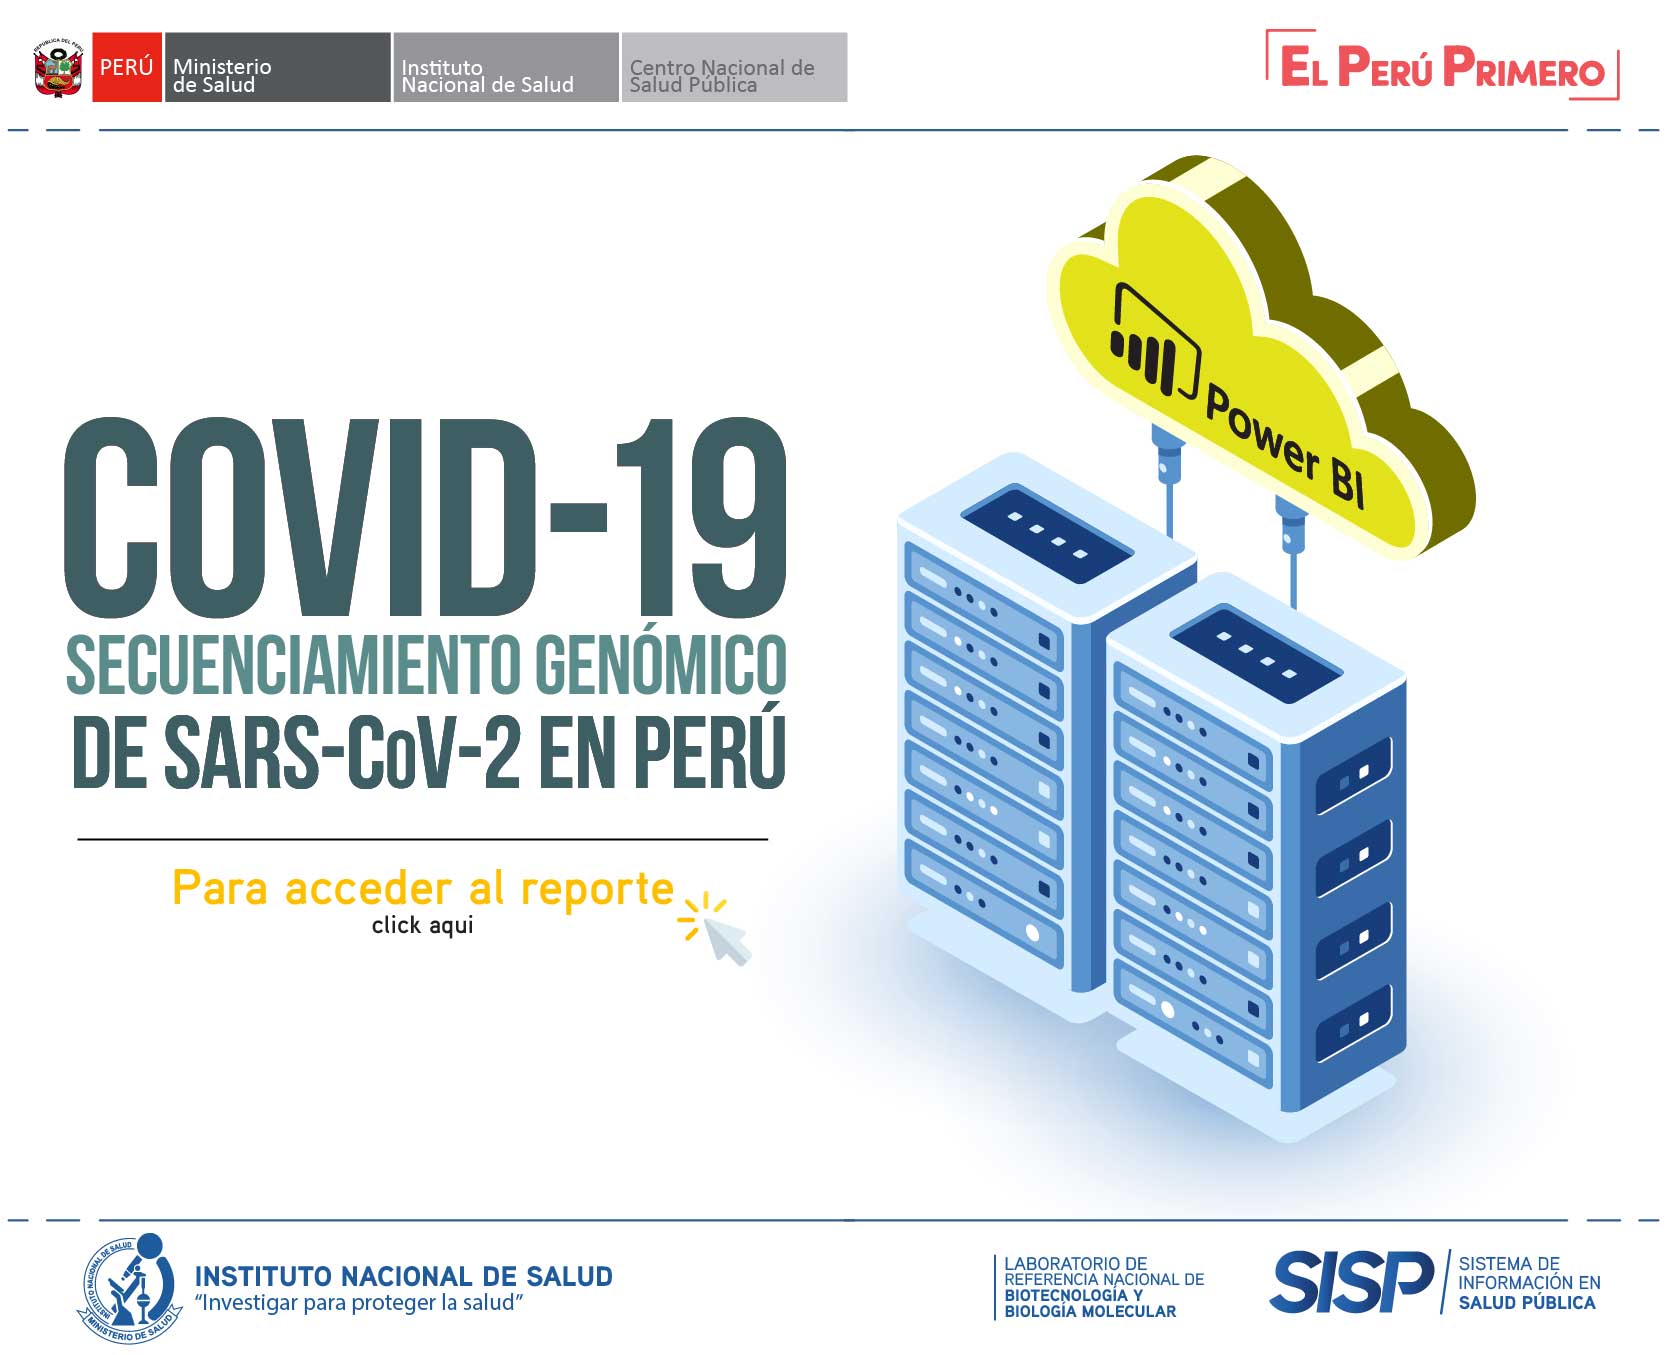 REPÚBLICA DEL PERÚ
PERÚ
Ministerio
de Salud
Instituto
Nacional de Salud
Centro Nacional de
Salud Pública
EL PERÚ PRIMERO
Power BI
COVID-19
SECUENCIAMIENTO GENÓMICO
DE SARS-CoV-2 EN PERÚ
Para acceder al reporte
click aqui
INSTITUTO NACIONAL DE SALUD
MINISTERIO DE SALUD
INSTITUTO NACIONAL DE SALUD
“Investigar para proteger la salud”
LABORATORIO DE
REFERENCIA NACIONAL DE
BIOTECNOLOGÍA Y
BIOLOGÍA MOLECULAR
SISP
SISTEMA DE
INFORMACIÓN EN
SALUD PÚBLICA